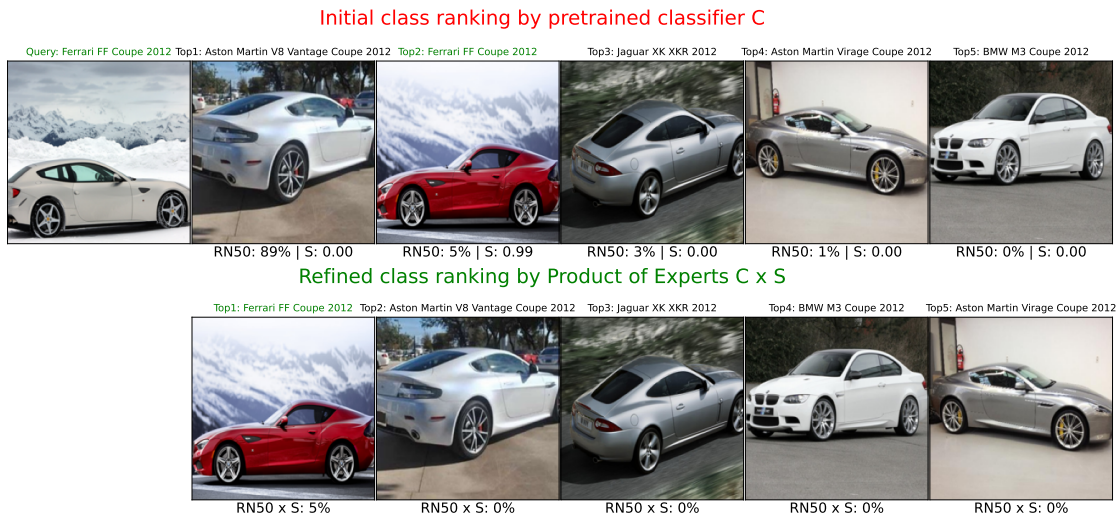 Initial class ranking by pretrained classifier C
Query: Ferrari FF Coupe 2012 Top1: Aston Martin V8 Vantage Coupe 2012 Top2: Ferrari FF Coupe 2012 Top3: Jaguar XK XKR 2012 Top4: Aston Martin Virage Coupe 2012 Top5: BMW M3 Coupe 2012
RN50: 89% | S: 0.00 RN50: 5% | S: 0.99 RN50: 3% | S: 0.00 RN50: 1% | S: 0.00 RN50: 0% | S: 0.00
Refined class ranking by Product of Experts C x S
Top1: Ferrari FF Coupe 2012 Top2: Aston Martin V8 Vantage Coupe 2012 Top3: Jaguar XK XKR 2012 Top4: BMW M3 Coupe 2012 Top5: Aston Martin Virage Coupe 2012
RN50 x S: 5% RN50 x S: 0% RN50 x S: 0% RN50 x S: 0% RN50 x S: 0%